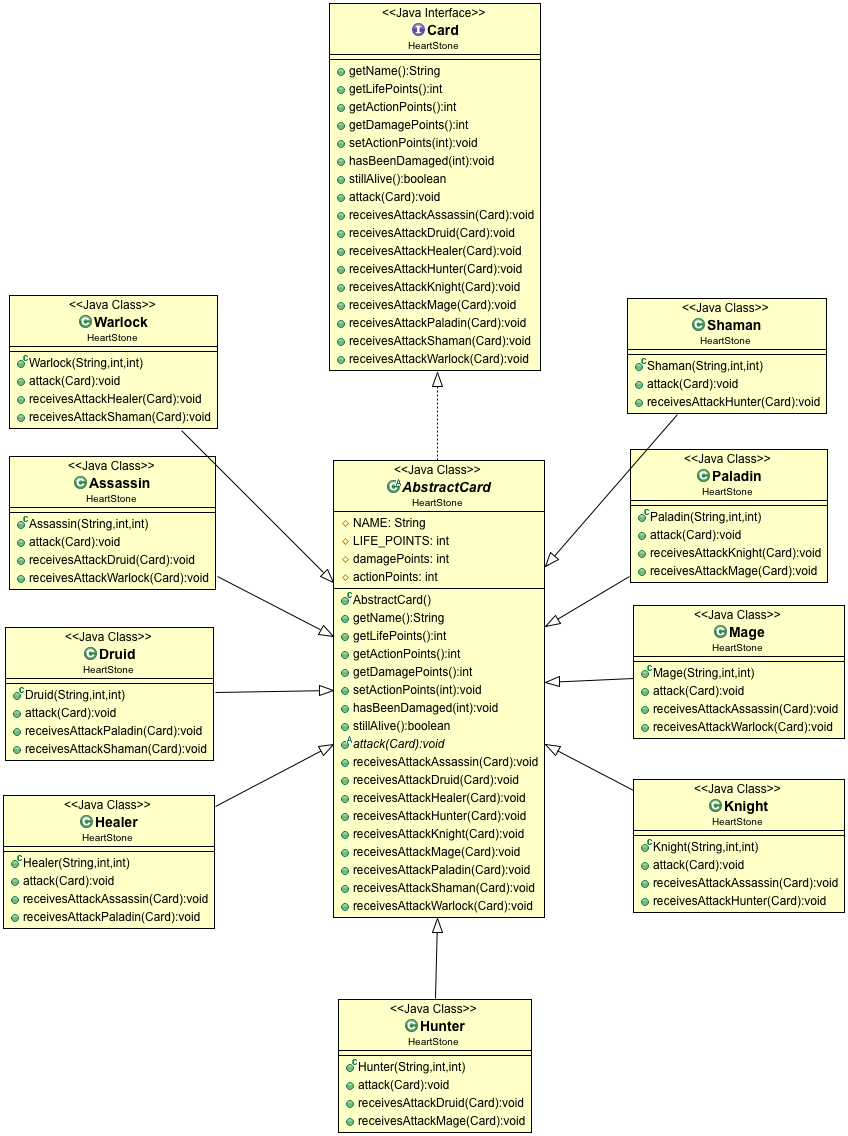 <<Java Interface>>
Card
HeartStone
getName():String
getLifePoints():int
getActionPoints():int
getDamagePoints():int
setActionPoints(int):void
hasBeenDamaged(int):void
stillAlive():boolean
attack(Card):void
receivesAttackAssassin(Card):void
receivesAttackDruid(Card):void
receivesAttackHealer(Card):void
receivesAttackHunter(Card):void
receivesAttackKnight(Card):void
receivesAttackMage(Card):void
receivesAttackPaladin(Card):void
receivesAttackShaman(Card):void
receivesAttackWarlock(Card):void
<<Java Class>>
Warlock
HeartStone
Warlock(String,int,int)
attack(Card):void
receivesAttackHealer(Card):void
receivesAttackShaman(Card):void
<<Java Class>>
Shaman
HeartStone
Shaman(String,int,int)
attack(Card):void
receivesAttackHunter(Card):void
<<Java Class>>
Assassin
HeartStone
Assassin(String,int,int)
attack(Card):void
receivesAttackDruid(Card):void
receivesAttackWarlock(Card):void
<<Java Class>>
AbstractCard
HeartStone
NAME: String
LIFE_POINTS: int
damagePoints: int
actionPoints: int
AbstractCard()
getName():String
getLifePoints():int
getActionPoints():int
getDamagePoints():int
setActionPoints(int):void
hasBeenDamaged(int):void
stillAlive():boolean
attack(Card):void
receivesAttackAssassin(Card):void
receivesAttackDruid(Card):void
receivesAttackHealer(Card):void
receivesAttackHunter(Card):void
receivesAttackKnight(Card):void
receivesAttackMage(Card):void
receivesAttackPaladin(Card):void
receivesAttackShaman(Card):void
receivesAttackWarlock(Card):void
<<Java Class>>
Paladin
HeartStone
Paladin(String,int,int)
attack(Card):void
receivesAttackKnight(Card):void
receivesAttackMage(Card):void
<<Java Class>>
Druid
HeartStone
Druid(String,int,int)
attack(Card):void
receivesAttackPaladin(Card):void
receivesAttackShaman(Card):void
<<Java Class>>
Mage
HeartStone
Mage(String,int,int)
attack(Card):void
receivesAttackAssassin(Card):void
receivesAttackWarlock(Card):void
<<Java Class>>
Healer
HeartStone
Healer(String,int,int)
attack(Card):void
receivesAttackAssassin(Card):void
receivesAttackPaladin(Card):void
<<Java Class>>
Knight
HeartStone
Knight(String,int,int)
attack(Card):void
receivesAttackAssassin(Card):void
receivesAttackHunter(Card):void
<<Java Class>>
Hunter
HeartStone
Hunter(String,int,int)
attack(Card):void
receivesAttackDruid(Card):void
receivesAttackMage(Card):void